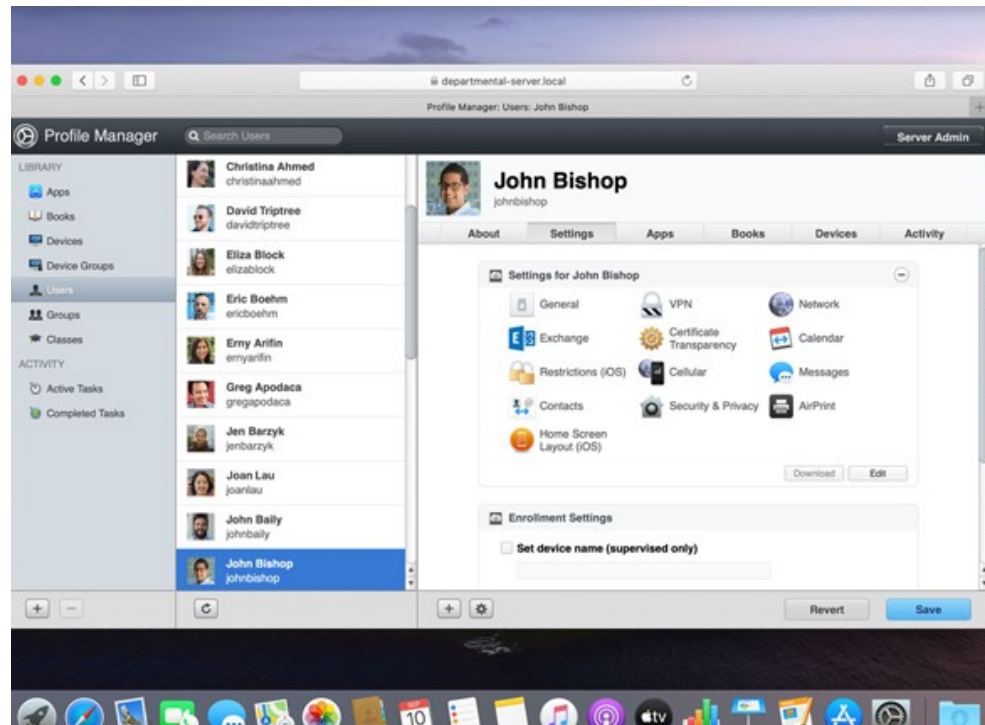 departmental-server.local
Profile Manager: Users: John Bishop
Profile Manager
Search Users
Server Admin
LIBRARY
Apps
Books
Devices
Device Groups
Users
Groups
Classes
ACTIVITY
Active Tasks
Completed Tasks
Christina Ahmed
christinaahmed
David Triptree
davidtriptree
Eliza Block
elizablock
Eric Boehm
ericboehm
Erny Arifin
ernyarifin
Greg Apodaca
gregapodaca
Jen Barzyk
jenbarzyk
Joan Lau
joanlau
John Baily
johnbaily
John Bishop
johnbishop
John Bishop
johnbishop
About Settings Apps Books Devices Activity
Settings for John Bishop
General VPN Network
Exchange Certificate Transparency Calendar
Restrictions (iOS) Cellular Messages
Contacts Security & Privacy AirPrint
Home Screen
Layout (iOS)
Download Edit
Enrollment Settings
Set device name (supervised only)
Revert Save
SEP
10
tv